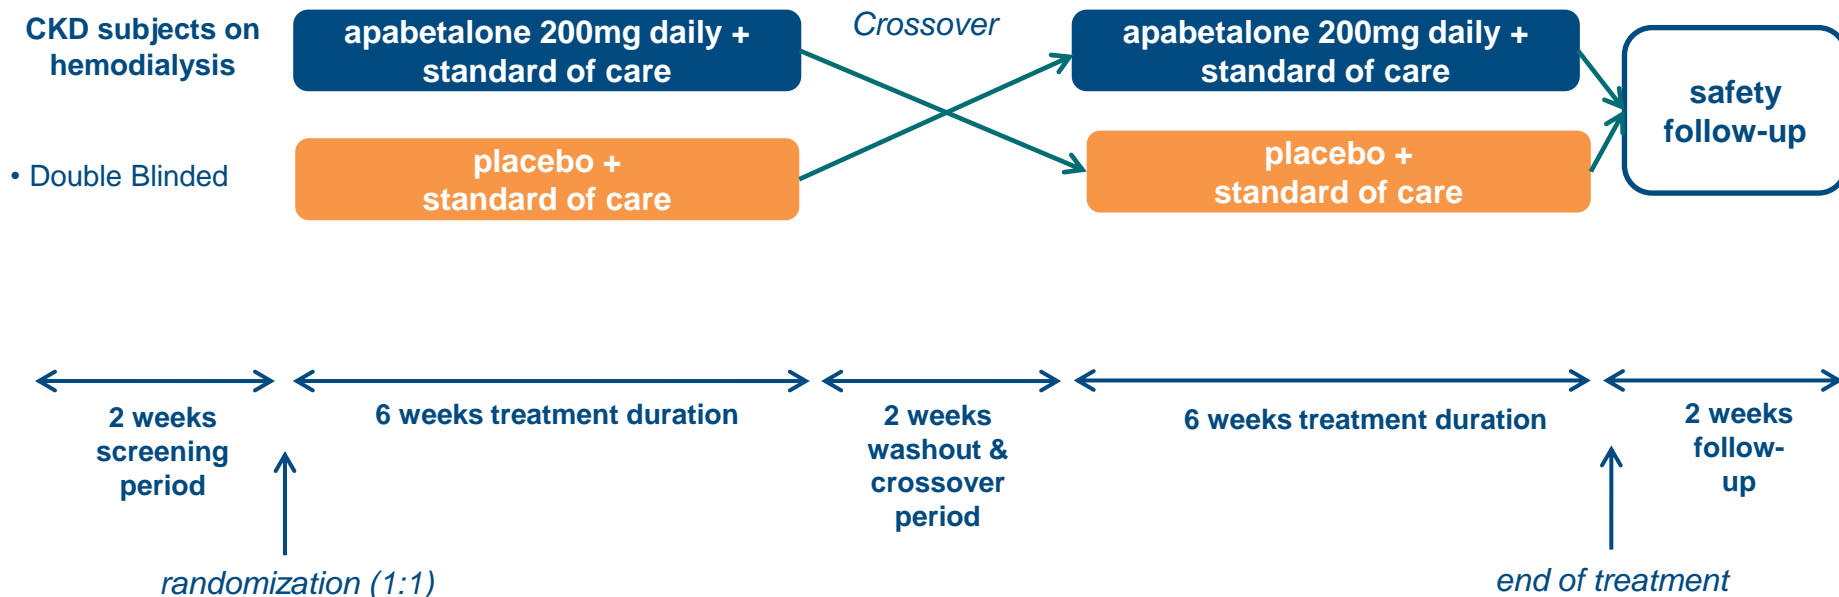 CKD subjects on
hemodialysis
• Double Blinded
apabetalone 200mg daily +
standard of care
placebo +
standard of care
Crossover
apabetalone 200mg daily +
standard of care
placebo +
standard of care
safety
follow-up
2 weeks
screening
period
6 weeks treatment duration
2 weeks
washout &
crossover
period
6 weeks treatment duration
2 weeks
follow-
up
randomization (1:1)
end of treatment